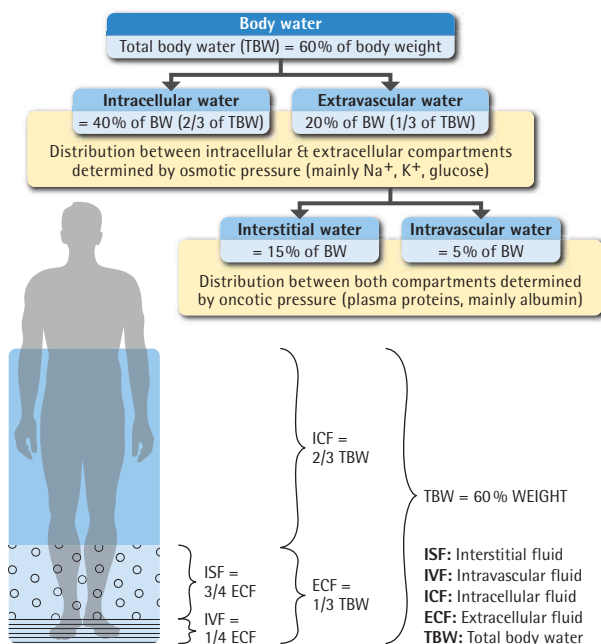 Body water
Total body water (TBW) = 60% of body weight
Intracellular water
= 40% of BW (2/3 of TBW)
Extravascular water
20% of BW (1/3 of TBW)
Distribution between intracellular & extracellular compartments
determined by osmotic pressure (mainly Na+, K+, glucose)
Interstitial water
= 15% of BW
Intravascular water
= 5% of BW
Distribution between both compartments determined
by oncotic pressure (plasma proteins, mainly albumin)
ICF =
2/3 TBW
TBW = 60% WEIGHT
ISF =
3/4 ECF
IVF =
1/4 ECF
ECF =
1/3 TBW
ISF: Interstitial fluid
IVF: Intravascular fluid
ICF: Intracellular fluid
ECF: Extracellular fluid
TBW: Total body water